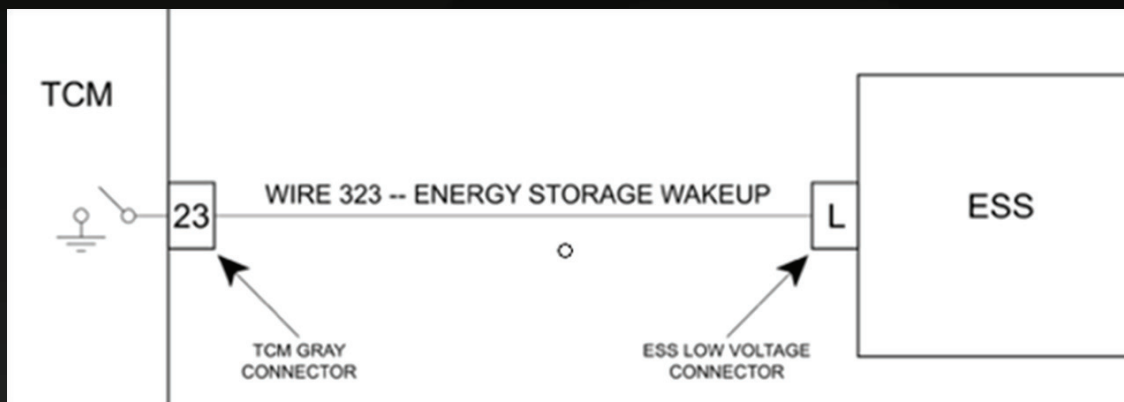 TCM
WIRE 323 -- ENERGY STORAGE WAKEUP
23
L
ESS
TCM GRAY
CONNECTOR
ESS LOW VOLTAGE
CONNECTOR